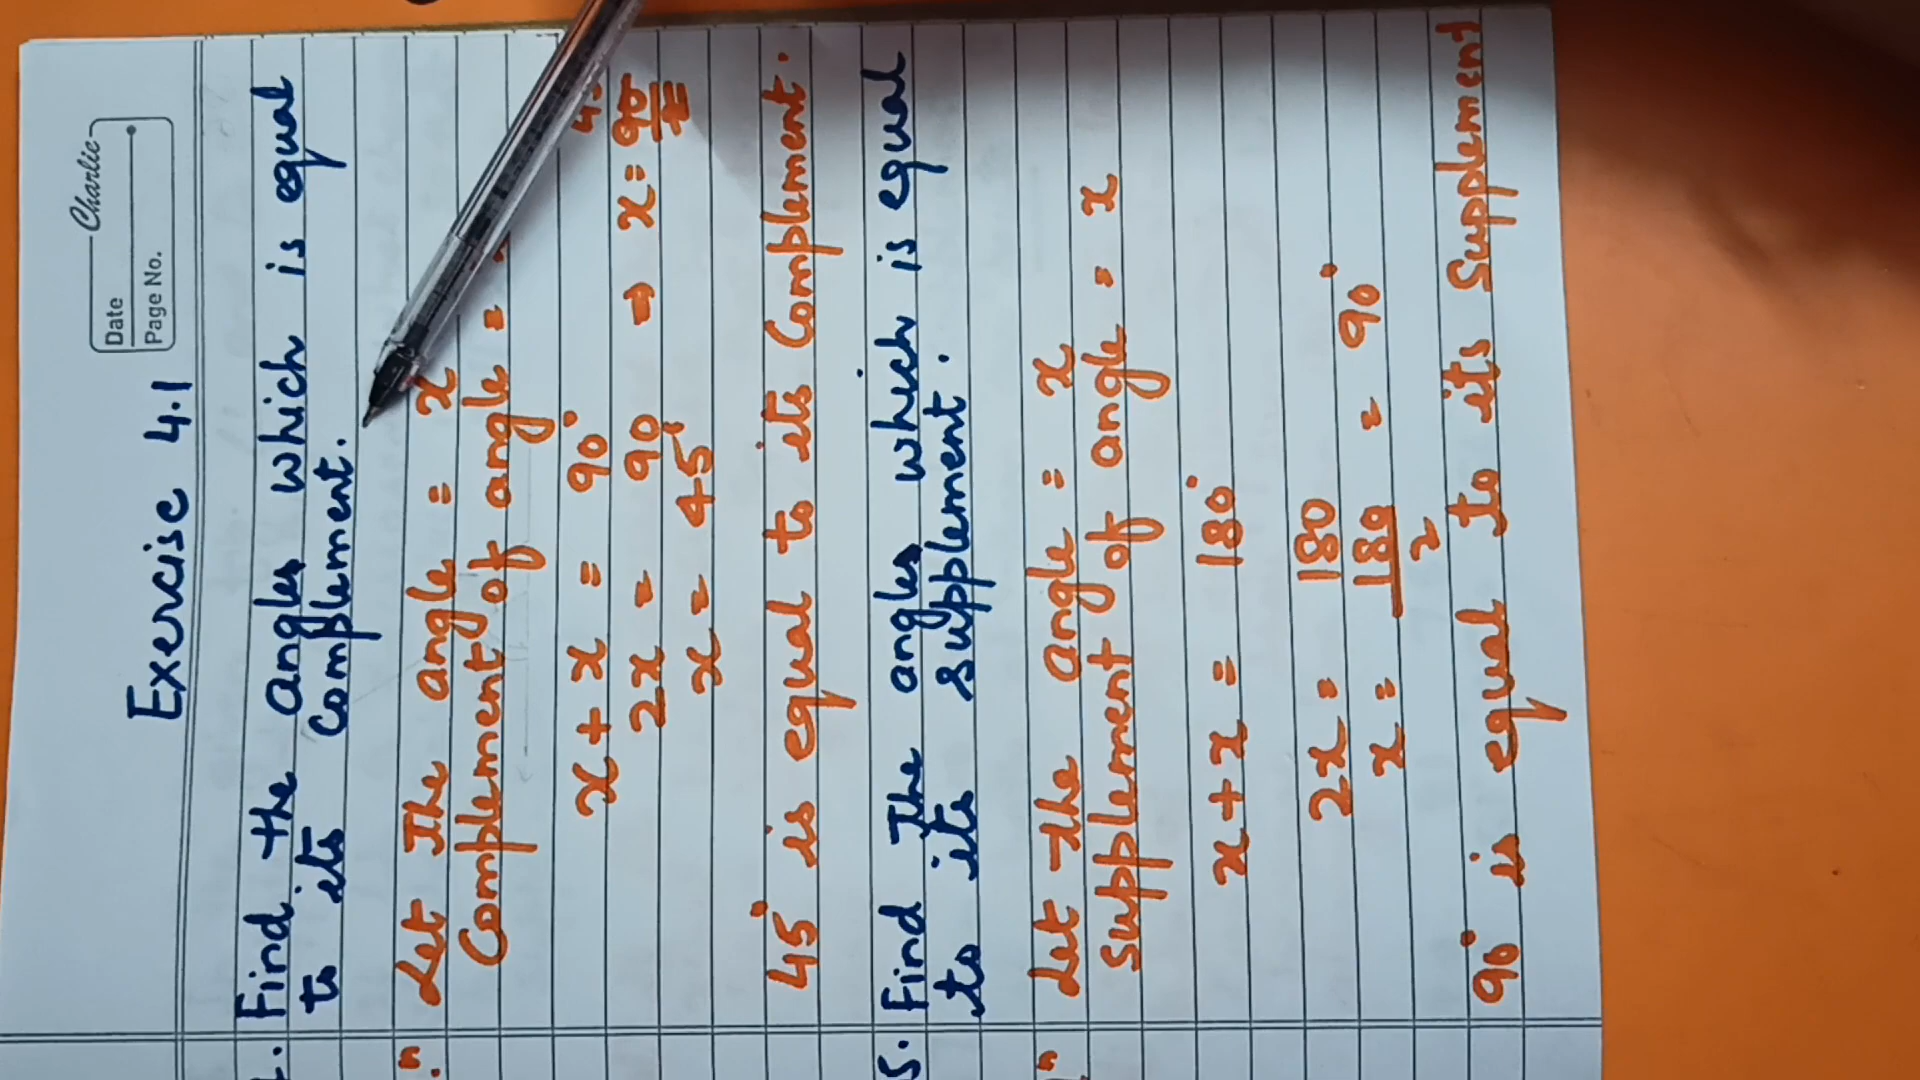 Charlie
Date
Page No.
Exercise 4.1
Find the angles which is equal
to its complement.
Let the angle = x
Complement of angle =
x + x = 90°
2x = 90 ⇒ x = 90
x = 45°
45° is equal to its Complement.
5. Find The angles which is equal
to its supplement.
Let the angle = x
Supplement of angle = x
x + x = 180°
2x = 180
x = 180/2 = 90°
90° is equal to its Supplement